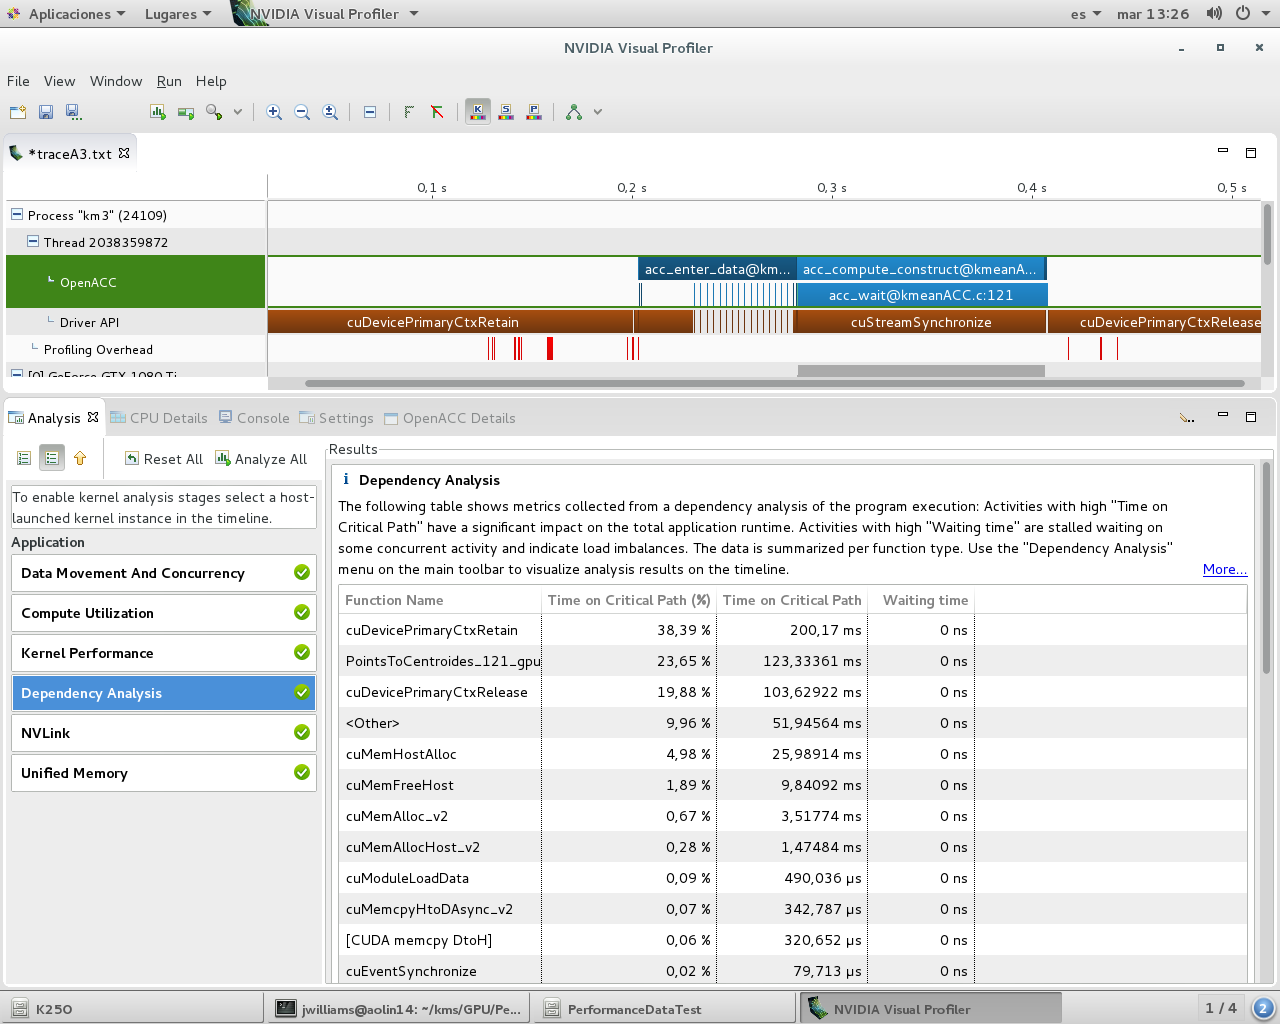 Aplicaciones Lugares NVIDIA Visual Profiler es mar 13:26
NVIDIA Visual Profiler
File View Window Run Help
*traceA3.txt
0,1 s 0,2 s 0,3 s 0,4 s 0,5 s
Process "km3" (24109)
Thread 2038359872
OpenACC
acc_enter_data@km... acc_compute_construct@kmeanA...
acc_wait@kmeanACC.c:121
Driver API cuDevicePrimaryCtxRetain cuStreamSynchronize cuDevicePrimaryCtxRelease
Profiling Overhead
[0] GeForce GTX 1080 Ti
Analysis CPU Details Console Settings OpenACC Details
Reset All Analyze All
To enable kernel analysis stages select a host-
launched kernel instance in the timeline.
Application
Data Movement And Concurrency
Compute Utilization
Kernel Performance
Dependency Analysis
NVLink
Unified Memory
Results
Dependency Analysis
The following table shows metrics collected from a dependency analysis of the program execution: Activities with high "Time on
Critical Path" have a significant impact on the total application runtime. Activities with high "Waiting time" are stalled waiting on
some concurrent activity and indicate load imbalances. The data is summarized per function type. Use the "Dependency Analysis"
menu on the main toolbar to visualize analysis results on the timeline. More...
Function Name Time on Critical Path (%) Time on Critical Path Waiting time
cuDevicePrimaryCtxRetain 38,39 % 200,17 ms 0 ns
PointsToCentroides_121_gpu 23,65 % 123,33361 ms 0 ns
cuDevicePrimaryCtxRelease 19,88 % 103,62922 ms 0 ns
<Other> 9,96 % 51,94564 ms 0 ns
cuMemHostAlloc 4,98 % 25,98914 ms 0 ns
cuMemFreeHost 1,89 % 9,84092 ms 0 ns
cuMemAlloc_v2 0,67 % 3,51774 ms 0 ns
cuMemAllocHost_v2 0,28 % 1,47484 ms 0 ns
cuModuleLoadData 0,09 % 490,036 µs 0 ns
cuMemcpyHtoDAsync_v2 0,07 % 342,787 µs 0 ns
[CUDA memcpy DtoH] 0,06 % 320,652 µs 0 ns
cuEventSynchronize 0,02 % 79,713 µs 0 ns
K250 jwilliams@aolin14: ~/kms/GPU/Pe... PerformanceDataTest NVIDIA Visual Profiler 1 / 4 2